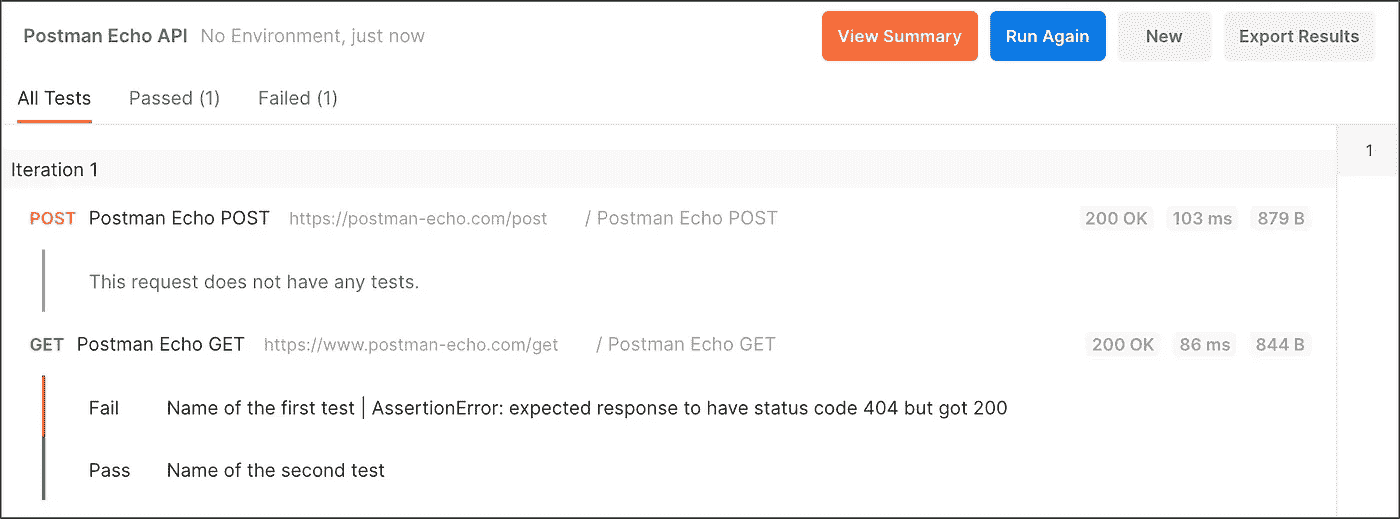 Postman Echo API No Environment, just now View Summary Run Again New Export Results
All Tests Passed (1) Failed (1)
1
Iteration 1
POST Postman Echo POST https://postman-echo.com/post / Postman Echo POST 200 OK 103 ms 879 B
This request does not have any tests.
GET Postman Echo GET https://www.postman-echo.com/get / Postman Echo GET 200 OK 86 ms 844 B
Fail Name of the first test | AssertionError: expected response to have status code 404 but got 200
Pass Name of the second test